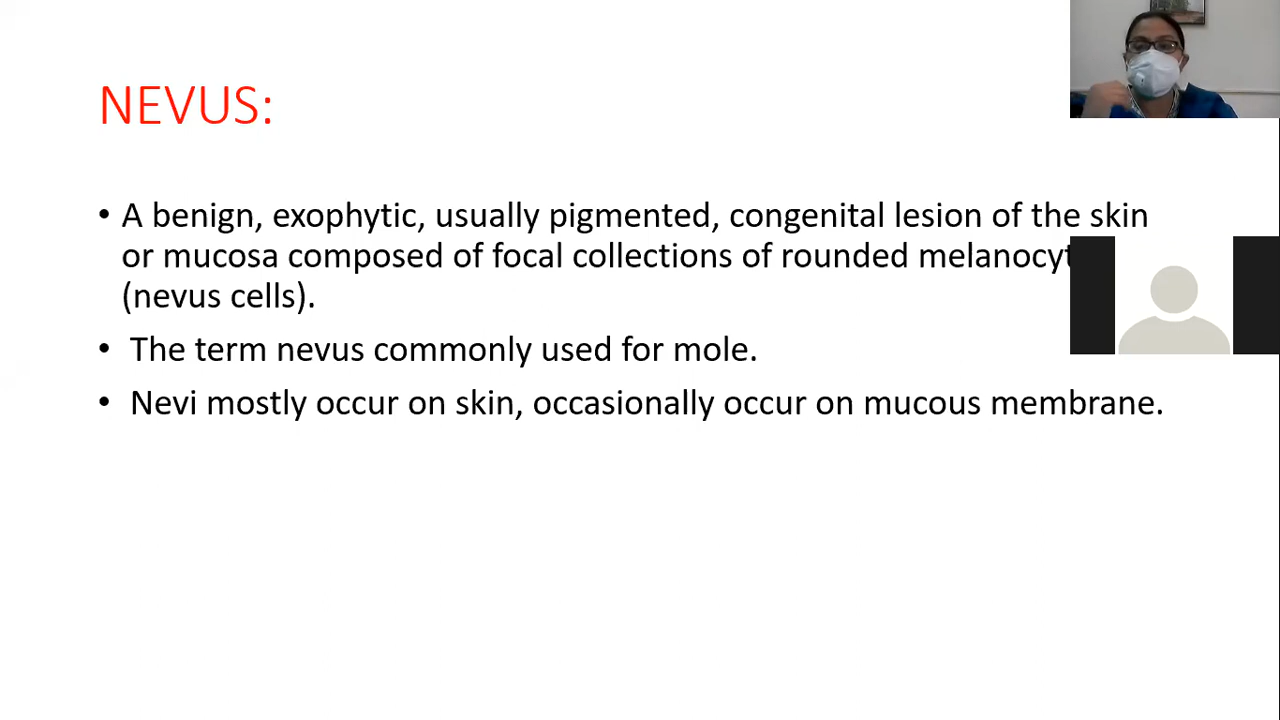 NEVUS:
• A benign, exophytic, usually pigmented, congenital lesion of the skin
or mucosa composed of focal collections of rounded
(nevus cells).
• The term nevus commonly used for mole.
• Nevi mostly occur on skin, occasionally occur on mucous membrane.